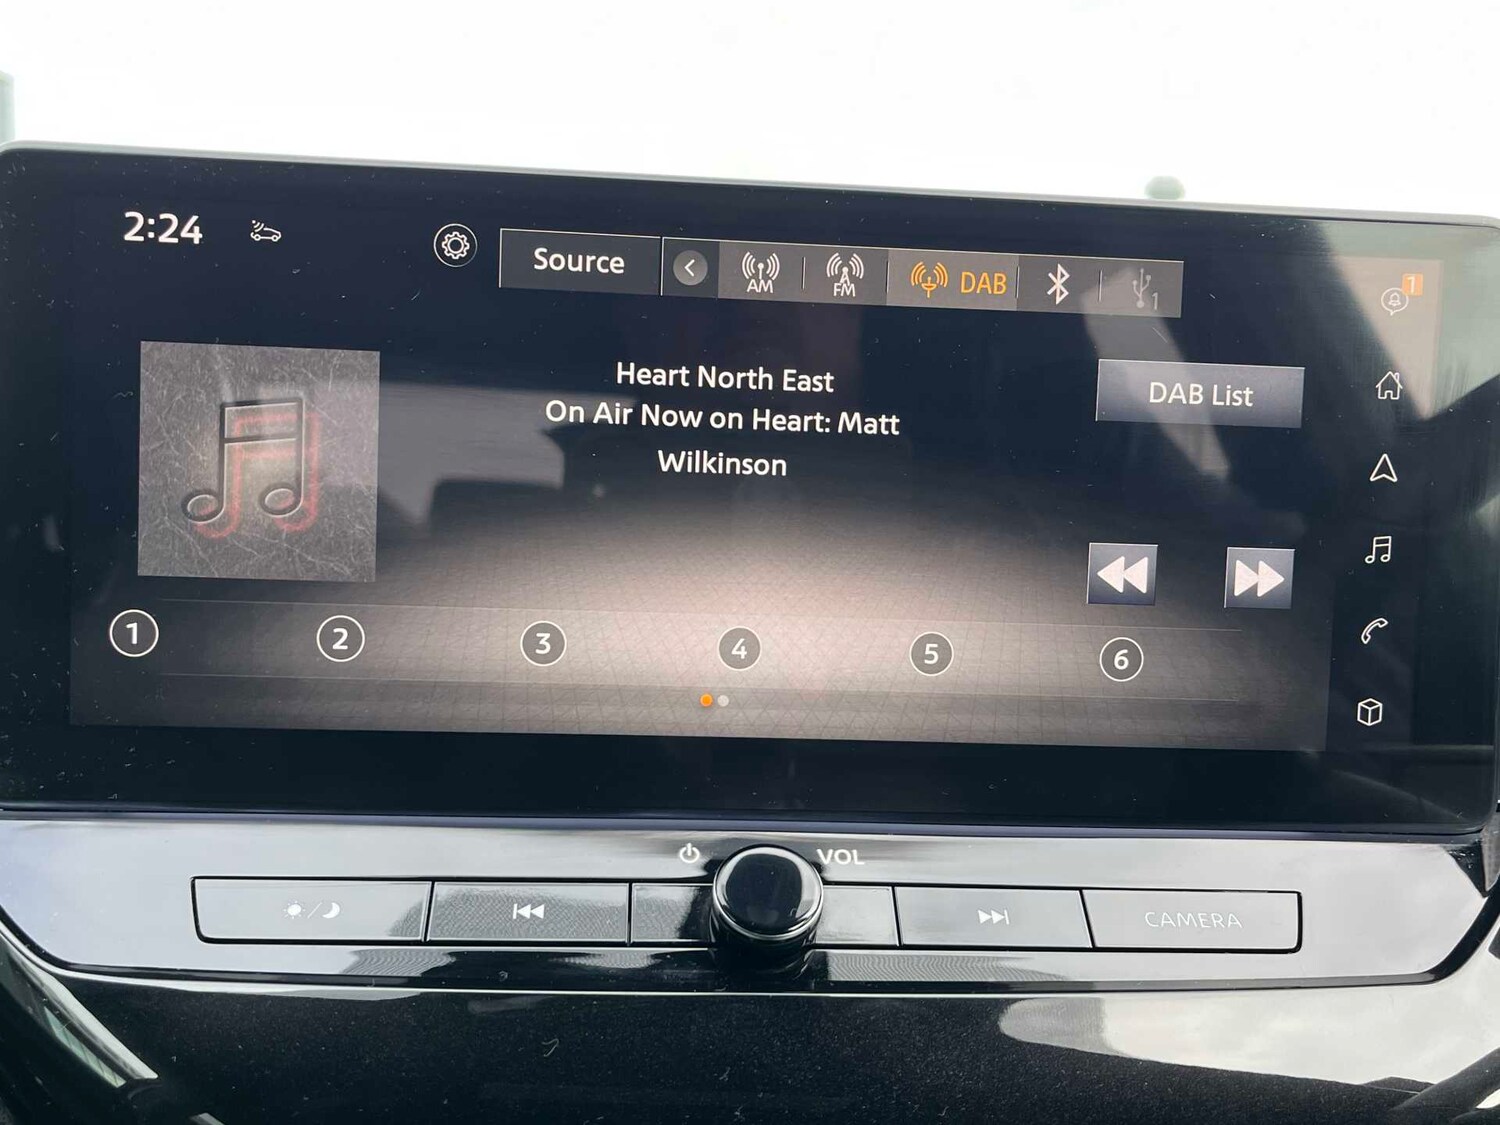 2:24
Source
AM
FM
DAB
1
1
Heart North East
On Air Now on Heart: Matt
Wilkinson
DAB List
1
2
3
4
5
6
VOL
CAMERA